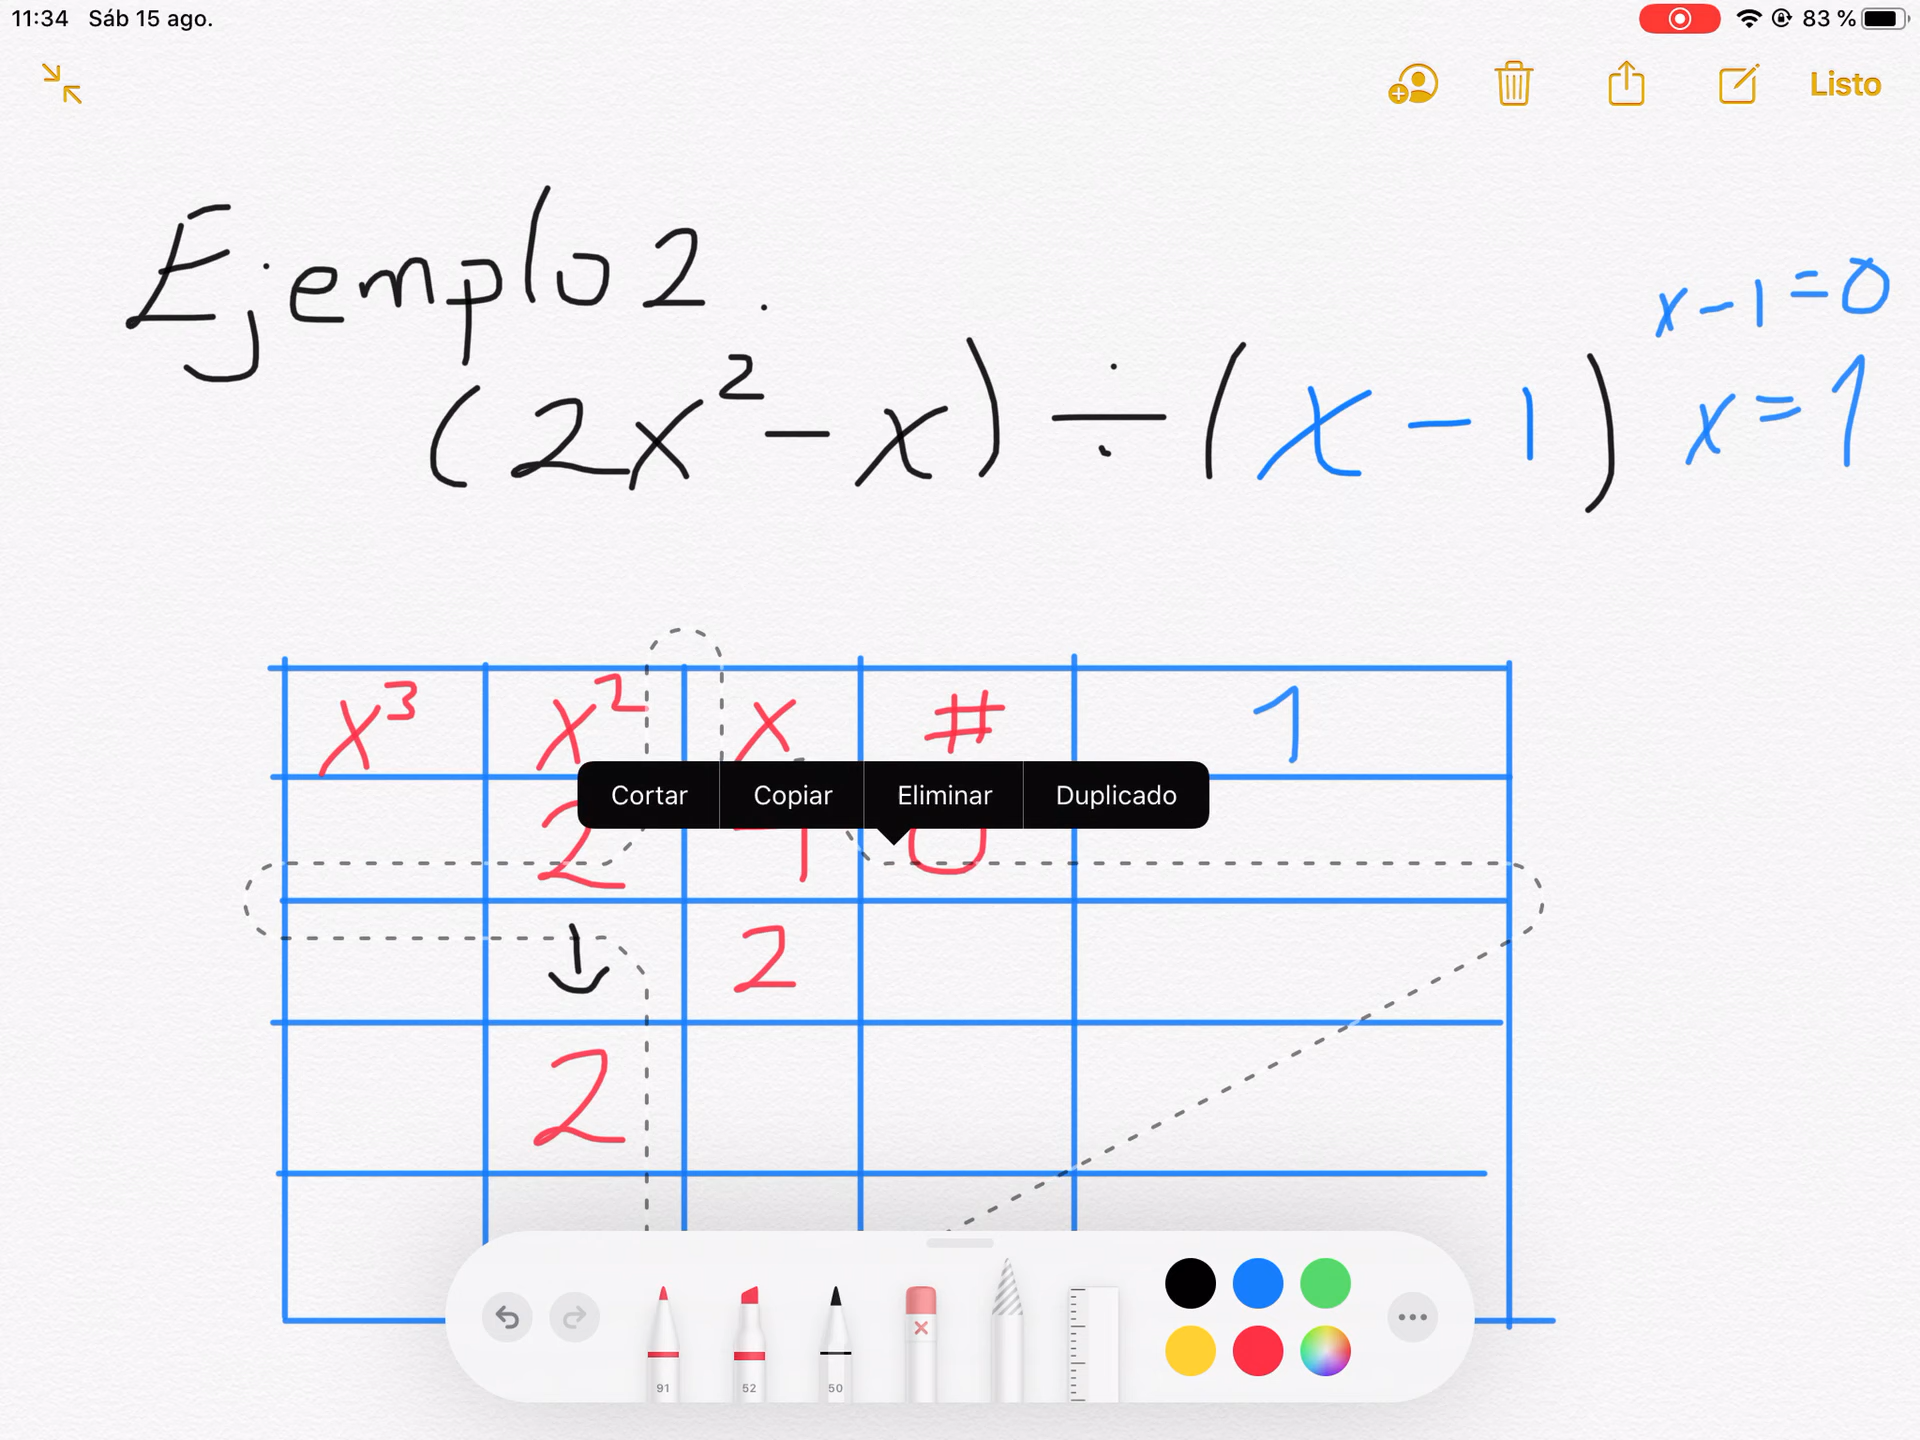 11:34 Sáb 15 ago. 83 %
Listo
Ejemplo 2.
x - 1 = 0
(2x² - x) ÷ (x - 1) x = 1
x³ x² x # 1
Cortar Copiar Eliminar Duplicado
2 0
2
2
91 52 50